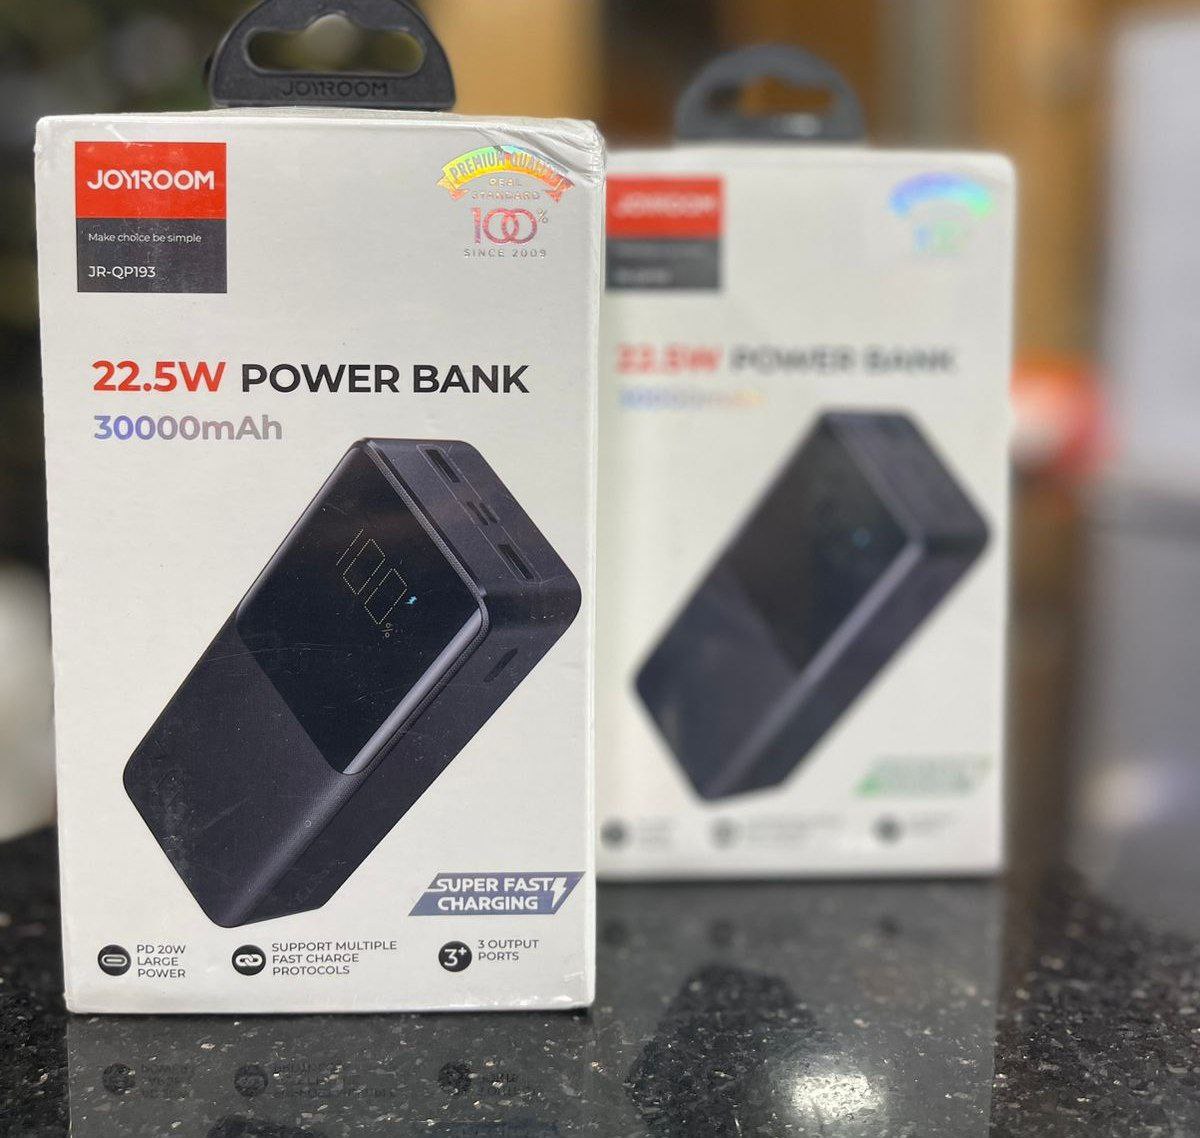 JOYROOM
JOYROOM
Make choice be simple
JR-QP193
PREMIUM QUALITY
REAL
STANDARD
100%
SINCE 2009
22.5W POWER BANK
30000mAh
100%
SUPER FAST
CHARGING
PD 20W
LARGE
POWER
SUPPORT MULTIPLE
FAST CHARGE
PROTOCOLS
3+
3 OUTPUT
PORTS
JOYROOM
22.5W POWER BANK